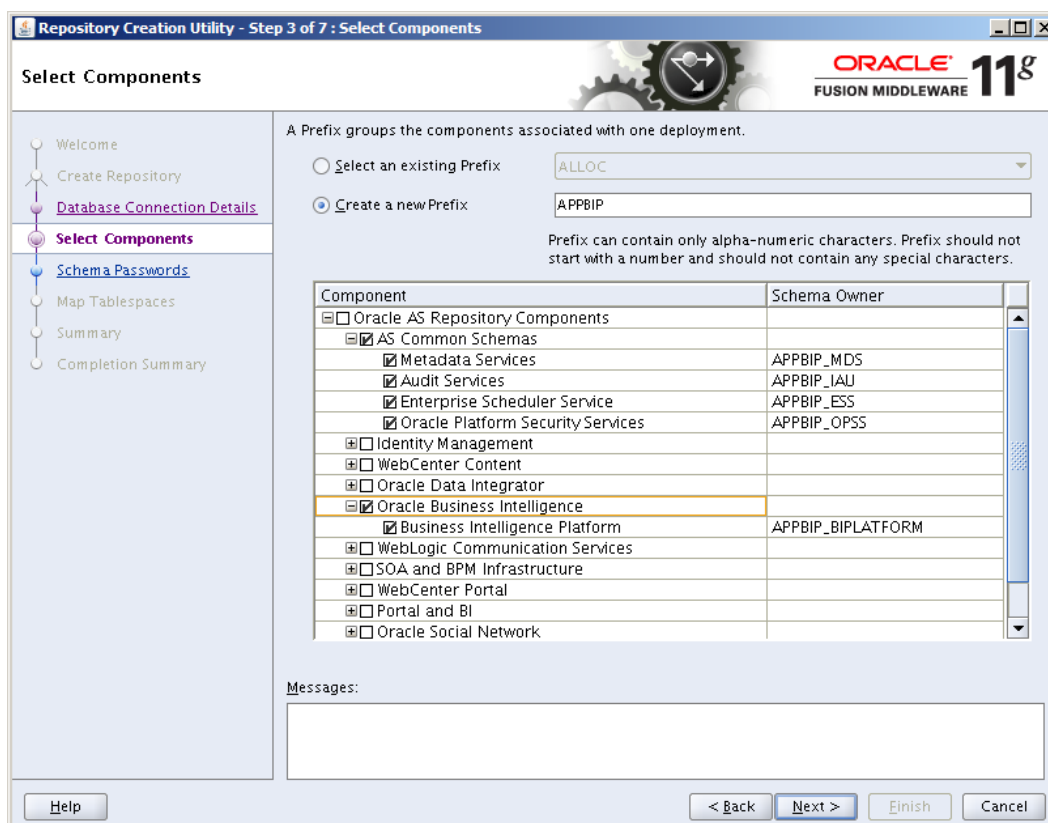 Repository Creation Utility - Step 3 of 7 : Select Components
Select Components
ORACLE
FUSION MIDDLEWARE 11g
Welcome
Create Repository
Database Connection Details
Select Components
Schema Passwords
Map Tablespaces
Summary
Completion Summary
A Prefix groups the components associated with one deployment.
Select an existing Prefix ALLOC
Create a new Prefix APPBIP
Prefix can contain only alpha-numeric characters. Prefix should not
start with a number and should not contain any special characters.
Component Schema Owner
Oracle AS Repository Components
AS Common Schemas
Metadata Services APPBIP_MDS
Audit Services APPBIP_IAU
Enterprise Scheduler Service APPBIP_ESS
Oracle Platform Security Services APPBIP_OPSS
Identity Management
WebCenter Content
Oracle Data Integrator
Oracle Business Intelligence
Business Intelligence Platform APPBIP_BIPLATFORM
WebLogic Communication Services
SOA and BPM Infrastructure
WebCenter Portal
Portal and BI
Oracle Social Network
Messages:
Help < Back Next > Finish Cancel